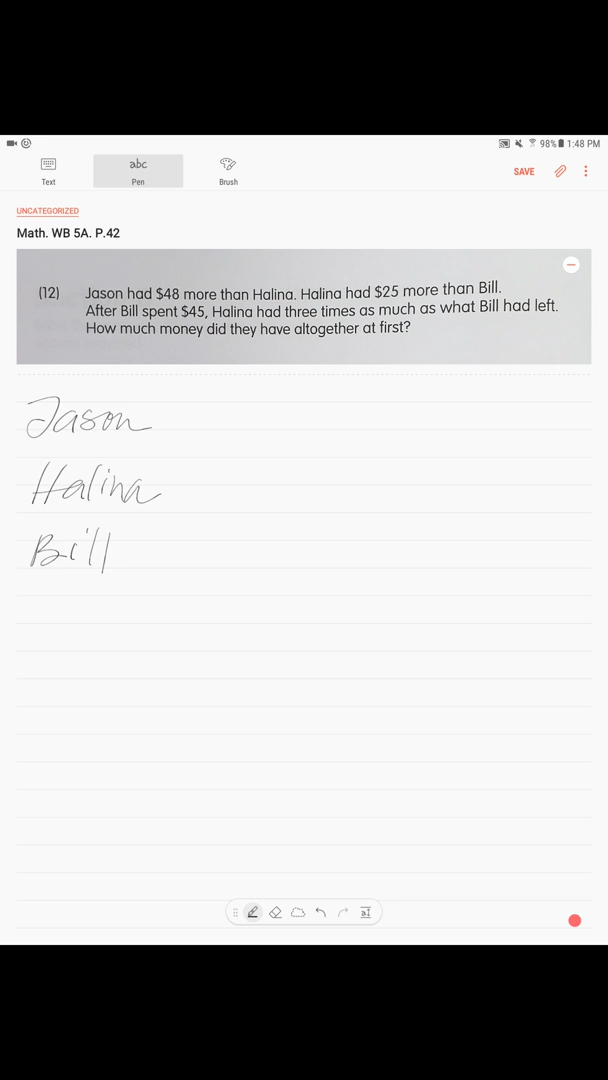 98% 1:48 PM
Text
abc
Pen
Brush
SAVE
UNCATEGORIZED
Math. WB 5A. P.42
(12) Jason had $48 more than Halina. Halina had $25 more than Bill.
After Bill spent $45, Halina had three times as much as what Bill had left.
How much money did they have altogether at first?
Jason
Halina
Bill
aI